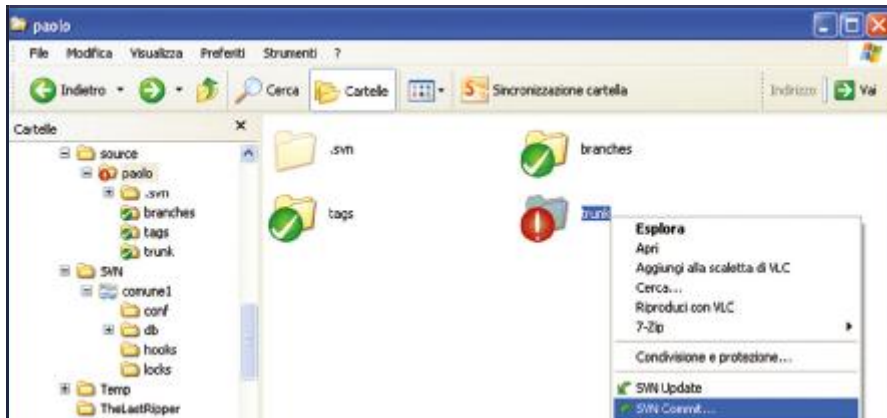 paolo
File Modifica Visualizza Preferiti Strumenti ?
Indietro Cerca Cartelle Sincronizzazione cartella Indirizzo Vai
Cartelle
source
paolo
.svn
branches
tags
trunk
SVN
comune1
conf
db
hooks
locks
Temp
TheLastRipper
.svn
branches
tags
trunk
Esplora
Apri
Aggiungi alla scaletta di VLC
Cerca...
Riproduci con VLC
7-Zip
Condivisione e protezione...
SVN Update
SVN Commit...